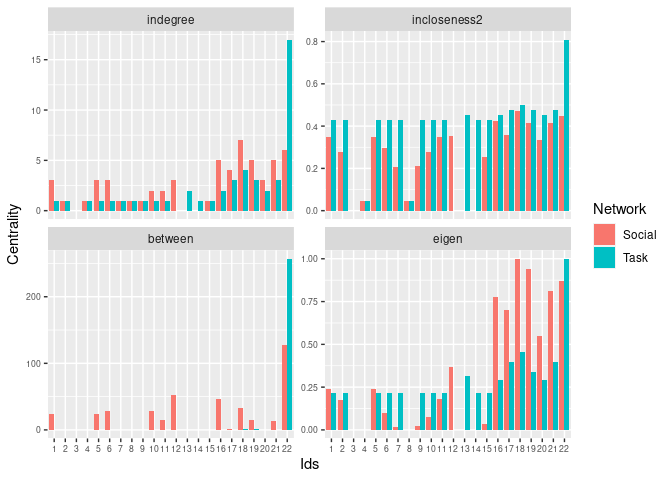 indegree
incloseness2
15
10
5
0
0.8
0.6
0.4
0.2
0.0
between
eigen
200
100
0
1.00
0.75
0.50
0.25
0.00
1 2 3 4 5 6 7 8 9 10 11 12 13 14 15 16 17 18 19 20 21 22
1 2 3 4 5 6 7 8 9 10 11 12 13 14 15 16 17 18 19 20 21 22
Centrality
Ids
Network
Social
Task